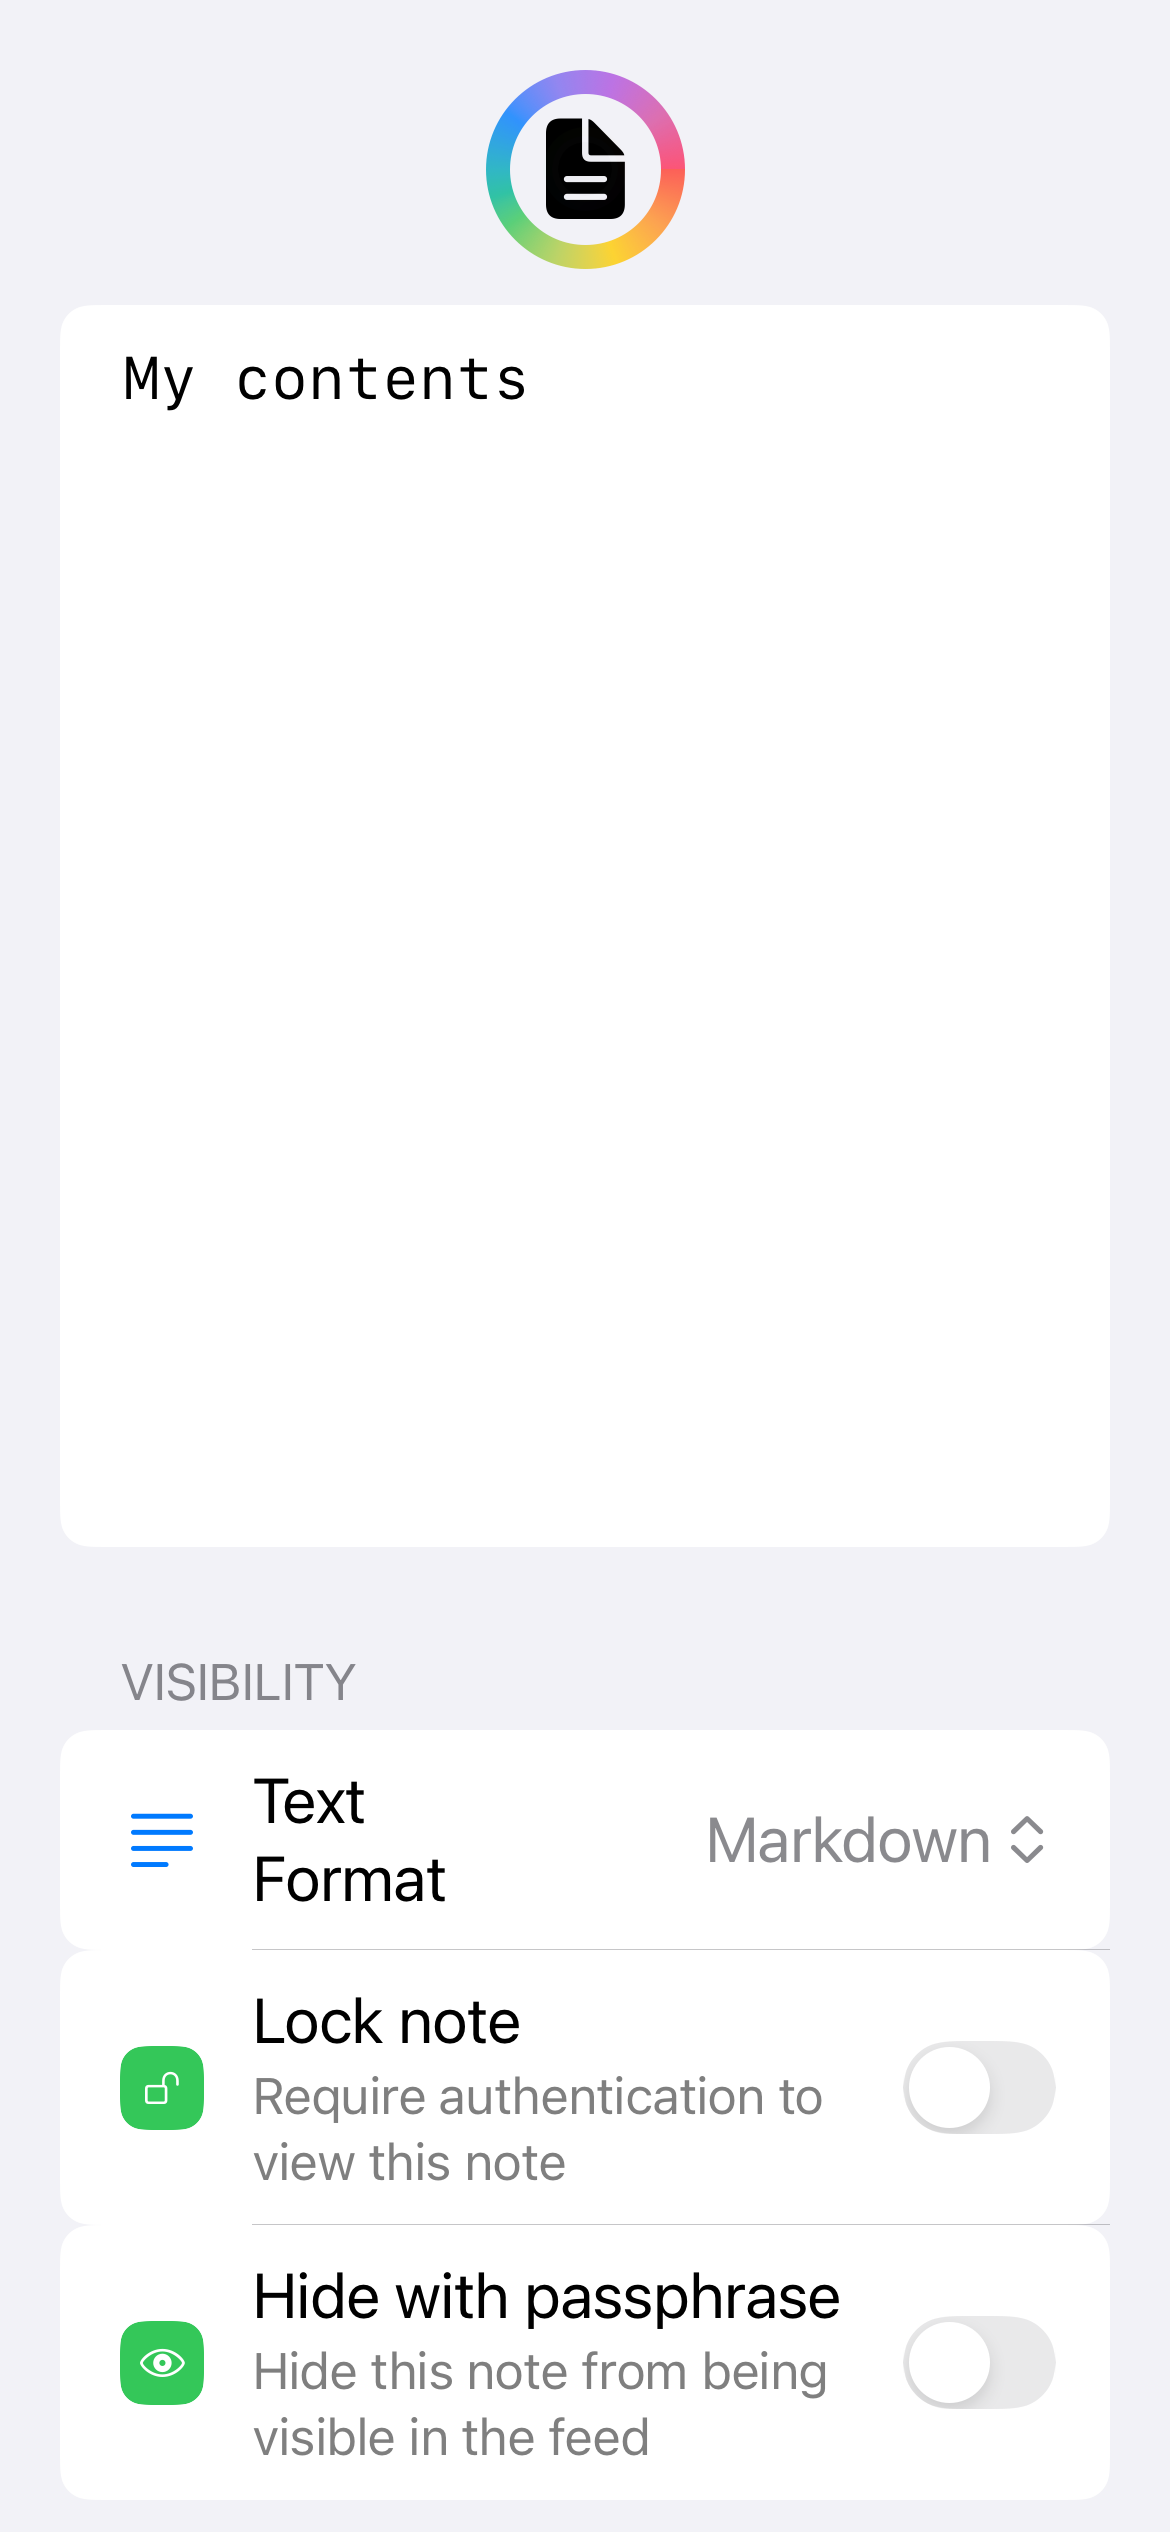 My contents
VISIBILITY
Text
Format
Markdown
Lock note
Require authentication to
view this note
Hide with passphrase
Hide this note from being
visible in the feed